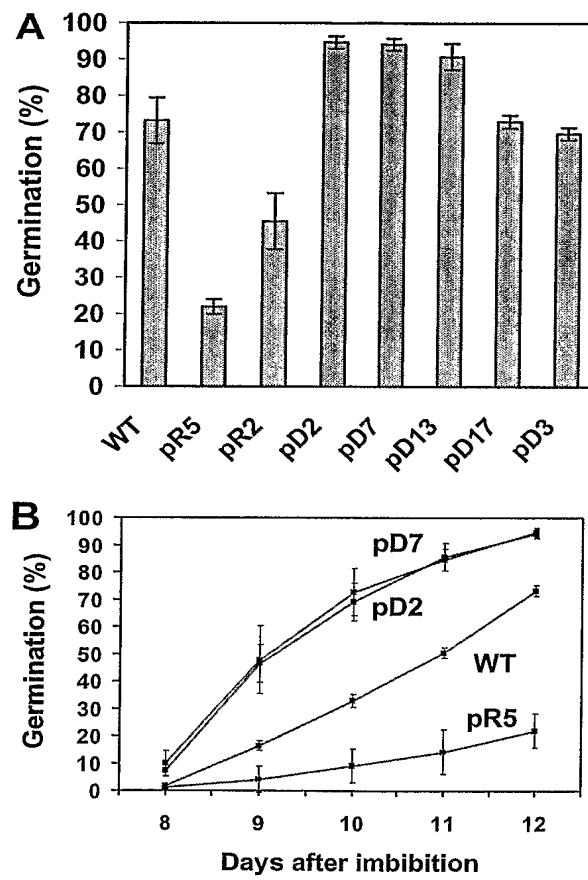 A
Germination (%)
100
90
80
70
60
50
40
30
20
10
0
WT
pR5
pR2
pD2
pD7
pD13
pD17
pD3
B
Germination (%)
100
90
80
70
60
50
40
30
20
10
0
pD7
pD2
WT
pR5
8
9
10
11
12
Days after imbibition